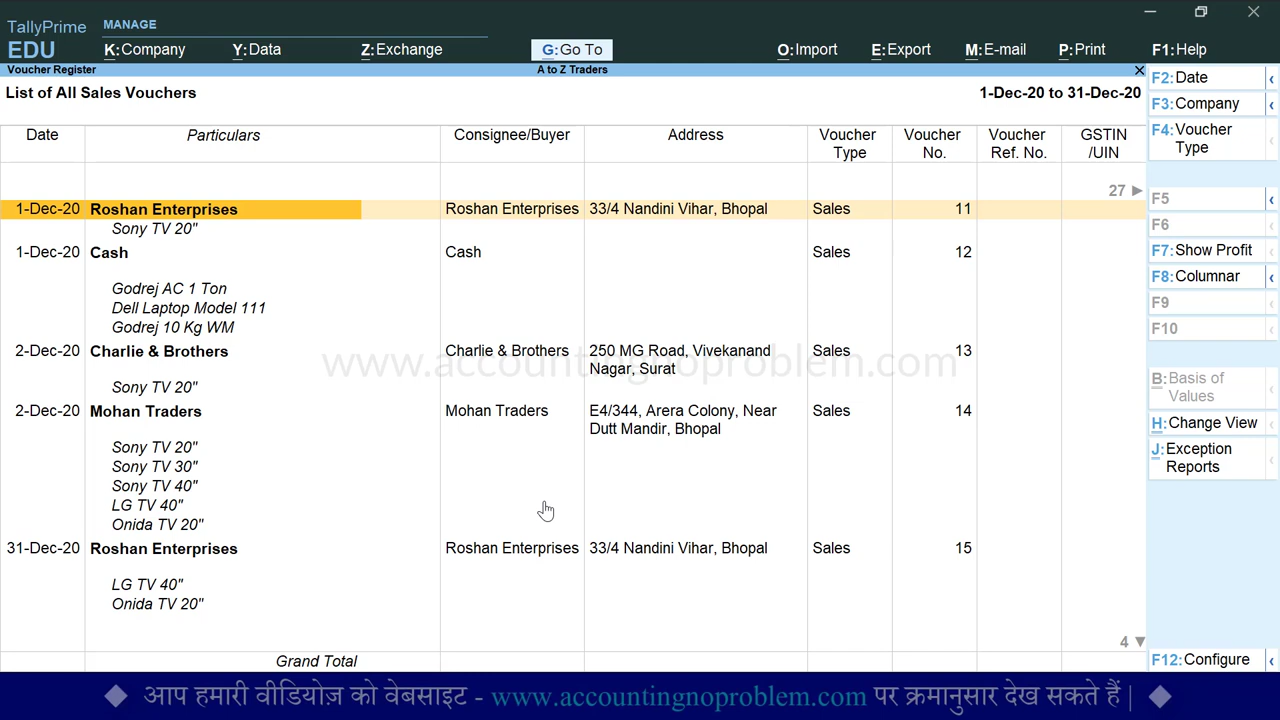 TallyPrime
EDU
MANAGE
K:Company Y:Data Z:Exchange G:Go To O:Import E:Export M:E-mail P:Print F1:Help
Voucher Register A to Z Traders
List of All Sales Vouchers 1-Dec-20 to 31-Dec-20
Date Particulars Consignee/Buyer Address Voucher Voucher Voucher GSTIN
Type No. Ref. No. /UIN
27
1-Dec-20 Roshan Enterprises Roshan Enterprises 33/4 Nandini Vihar, Bhopal Sales 11
Sony TV 20"
1-Dec-20 Cash Cash Sales 12
Godrej AC 1 Ton
Dell Laptop Model 111
Godrej 10 Kg WM
2-Dec-20 Charlie & Brothers Charlie & Brothers 250 MG Road, Vivekanand Sales 13
Nagar, Surat
www.accountingnoproblem.com
Sony TV 20"
2-Dec-20 Mohan Traders Mohan Traders E4/344, Arera Colony, Near Sales 14
Dutt Mandir, Bhopal
Sony TV 20"
Sony TV 30"
Sony TV 40"
LG TV 40"
Onida TV 20"
31-Dec-20 Roshan Enterprises Roshan Enterprises 33/4 Nandini Vihar, Bhopal Sales 15
LG TV 40"
Onida TV 20"
4
Grand Total
F2:Date
F3:Company
F4:Voucher
Type
F5
F6
F7:Show Profit
F8:Columnar
F9
F10
B:Basis of
Values
H:Change View
J:Exception
Reports
F12:Configure
आप हमारी वीडियोज़ को वेबसाइट - www.accountingnoproblem.com पर क्रमानुसार देख सकते हैं |